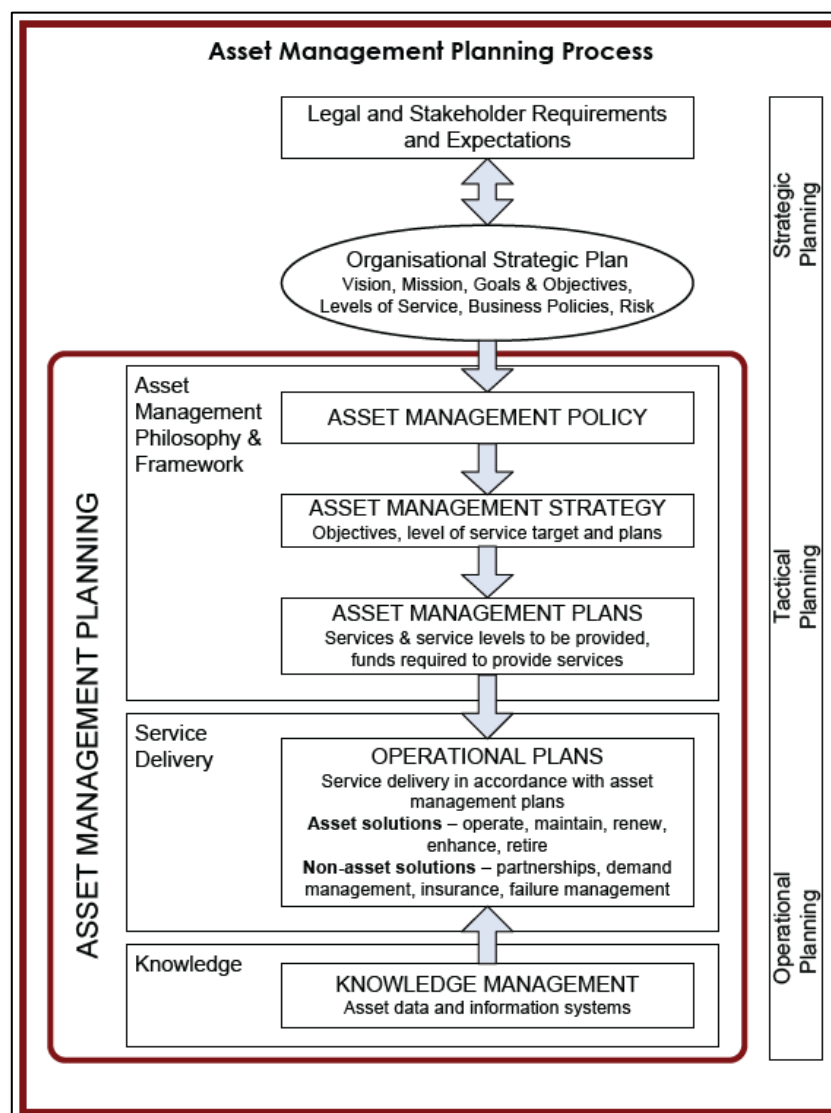 Asset Management Planning Process
Legal and Stakeholder Requirements
and Expectations
Strategic
Planning
Organisational Strategic Plan
Vision, Mission, Goals & Objectives,
Levels of Service, Business Policies, Risk
ASSET MANAGEMENT PLANNING
Asset
Management
Philosophy &
Framework
ASSET MANAGEMENT POLICY
ASSET MANAGEMENT STRATEGY
Objectives, level of service target and plans
Tactical
Planning
ASSET MANAGEMENT PLANS
Services & service levels to be provided,
funds required to provide services
Service
Delivery
OPERATIONAL PLANS
Service delivery in accordance with asset
management plans
Asset solutions – operate, maintain, renew,
enhance, retire
Non-asset solutions – partnerships, demand
management, insurance, failure management
Operational
Planning
Knowledge
KNOWLEDGE MANAGEMENT
Asset data and information systems